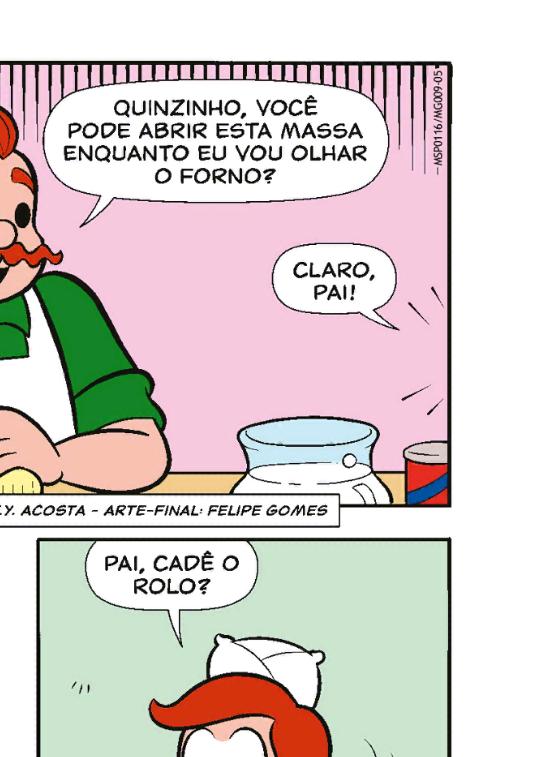 QUINZINHO, VOCÊ
PODE ABRIR ESTA MASSA
ENQUANTO EU VOU OLHAR
O FORNO?
—MSP0116/MG009-05
CLARO,
PAI!
.Y. ACOSTA - ARTE-FINAL: FELIPE GOMES
PAI, CADÊ O
ROLO?